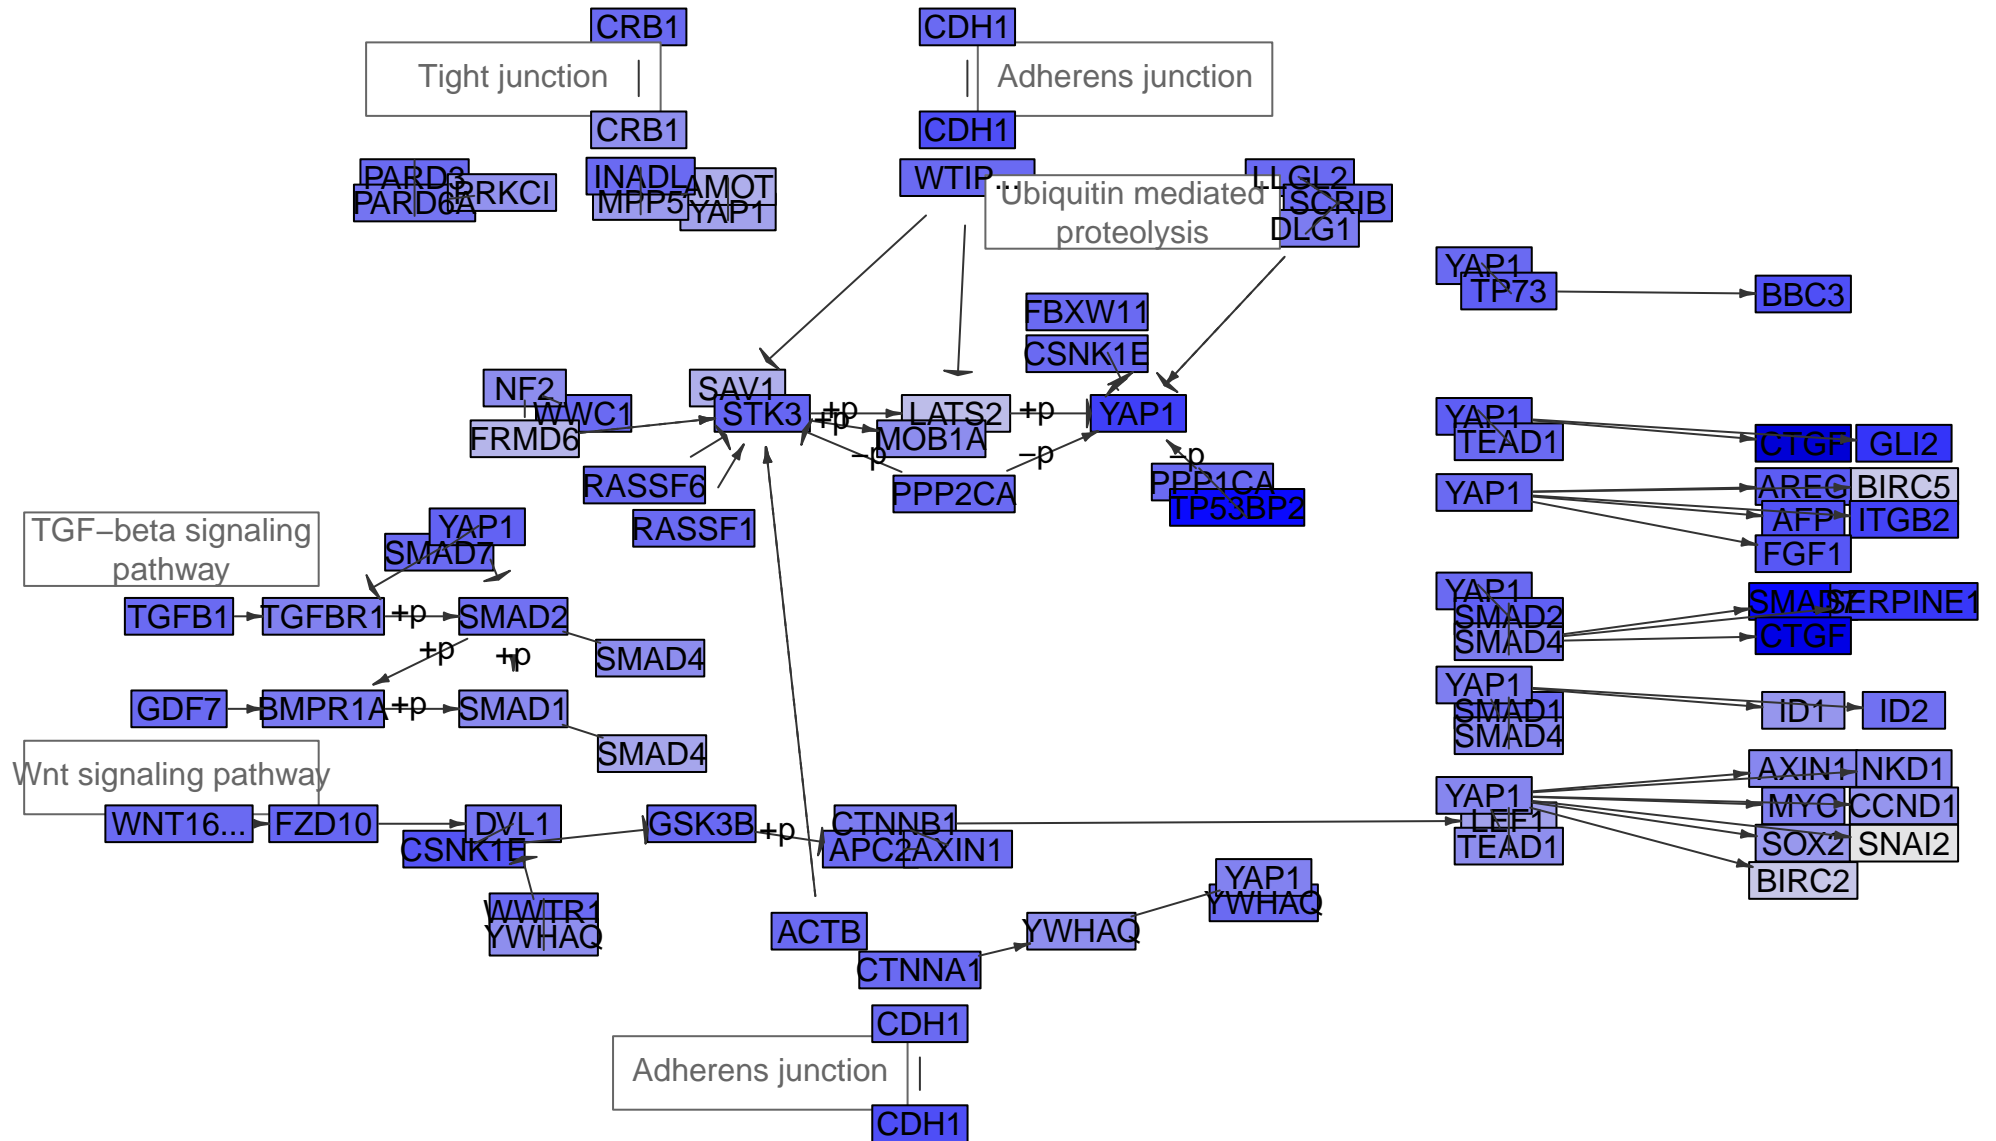 CRB1
CDH1
Tight junction
Adherens junction
CRB1
CDH1
PARD3
PRKCI
PARD6A
INADL
AMOT
MPP5
YAP1
WTIP...
LLGL2
SCRIB
DLG1
Ubiquitin mediated
proteolysis
YAP1
TP73
BBC3
FBXW11
CSNK1E
NF2
WWC1
FRMD6
SAV1
STK3
+p
+p
LATS2
MOB1A
+p
YAP1
YAP1
TEAD1
CTGF
GLI2
−p
−p
−p
RASSF6
RASSF1
PPP2CA
PPP1CA
TP53BP2
YAP1
AREG
BIRC5
AFP
ITGB2
FGF1
TGF−beta signaling
pathway
YAP1
SMAD7
TGFB1
TGFBR1
+p
SMAD2
+p
+p
SMAD4
YAP1
SMAD2
SMAD4
SMAD7
SERPINE1
CTGF
GDF7
BMPR1A
+p
SMAD1
SMAD4
YAP1
SMAD1
SMAD4
ID1
ID2
Wnt signaling pathway
WNT16...
FZD10
DVL1
CSNK1E
GSK3B
+p
CTNNB1
APC2
AXIN1
YAP1
LEF1
TEAD1
AXIN1
NKD1
MYC
CCND1
SOX2
SNAI2
BIRC2
WWTR1
YWHAQ
ACTB
CTNNA1
YWHAQ
YAP1
YWHAQ
CDH1
Adherens junction
CDH1